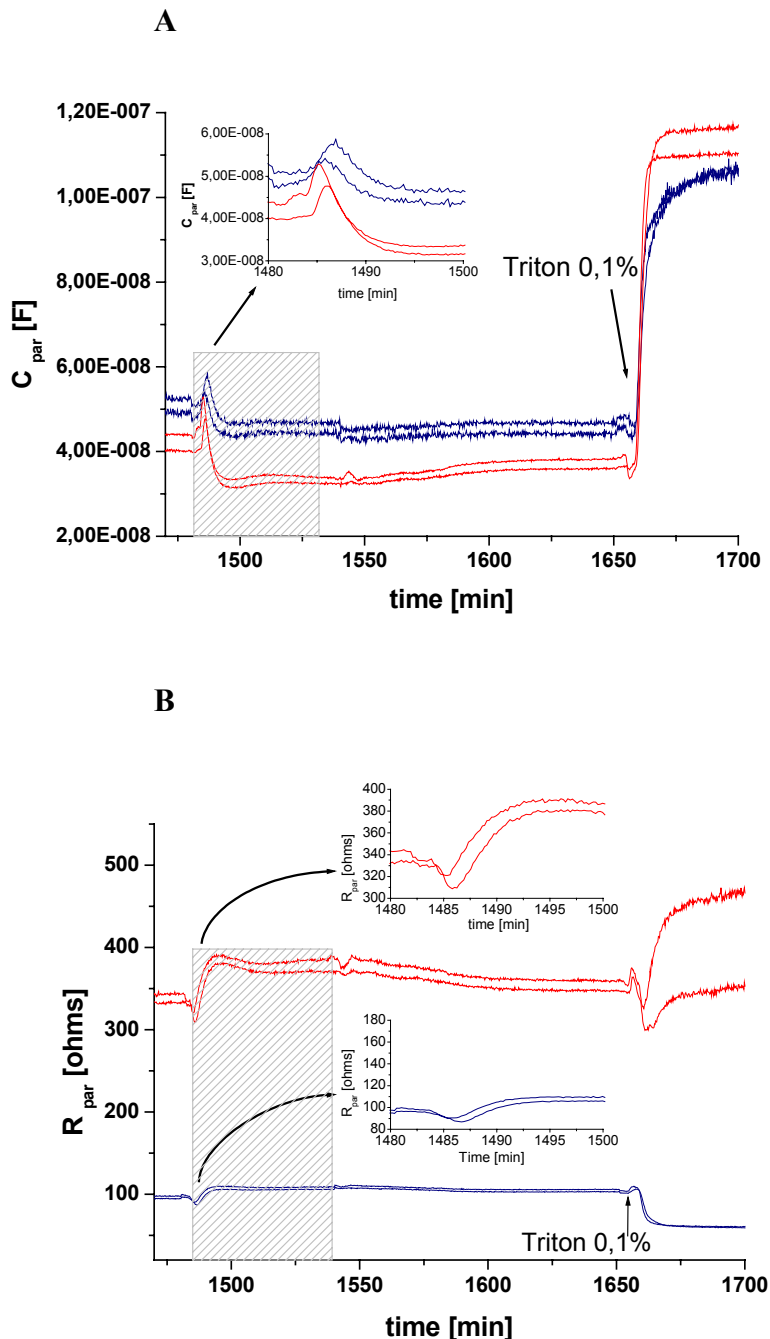 A
1,20E-007
1,00E-007
8,00E-008
6,00E-008
4,00E-008
2,00E-008
C par [F]
6,00E-008
5,00E-008
4,00E-008
3,00E-008
C par [F]
1480 1490 1500
time [min]
Triton 0,1%
1500 1550 1600 1650 1700
time [min]
B
500
400
300
200
100
R par [ohms]
400
380
360
340
320
300
R par [ohms]
1480 1485 1490 1495 1500
time [min]
180
160
140
120
100
80
R par [ohms]
1480 1485 1490 1495 1500
Time [min]
Triton 0,1%
1500 1550 1600 1650 1700
time [min]